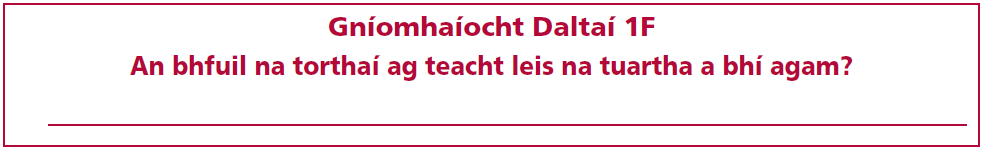 Gníomhaíocht Daltaí 1F
An bhfuil na torthaí ag teacht leis na tuartha a bhí agam?